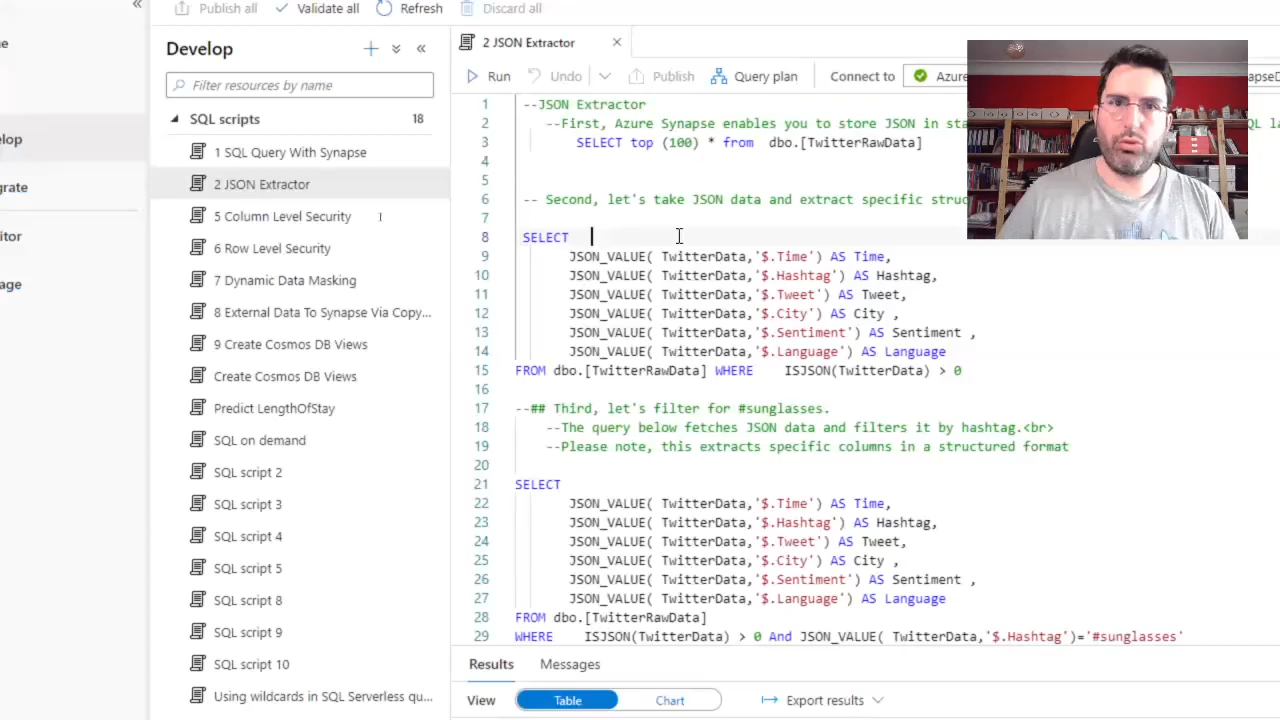 Publish all
Validate all
Refresh
Discard all
Develop
Filter resources by name
SQL scripts 18
1 SQL Query With Synapse
2 JSON Extractor
5 Column Level Security
6 Row Level Security
7 Dynamic Data Masking
8 External Data To Synapse Via Copy...
9 Create Cosmos DB Views
Create Cosmos DB Views
Predict LengthOfStay
SQL on demand
SQL script 2
SQL script 3
SQL script 4
SQL script 5
SQL script 8
SQL script 9
SQL script 10
Using wildcards in SQL Serverless qu...
2 JSON Extractor
Run Undo Publish Query plan Connect to Azure
1 --JSON Extractor
2 --First, Azure Synapse enables you to store JSON in sta
3 SELECT top (100) * from dbo.[TwitterRawData]
4
5
6 -- Second, let's take JSON data and extract specific struc
7
8 SELECT
9 JSON_VALUE( TwitterData,'$.Time') AS Time,
10 JSON_VALUE( TwitterData,'$.Hashtag') AS Hashtag,
11 JSON_VALUE( TwitterData,'$.Tweet') AS Tweet,
12 JSON_VALUE( TwitterData,'$.City') AS City ,
13 JSON_VALUE( TwitterData,'$.Sentiment') AS Sentiment ,
14 JSON_VALUE( TwitterData,'$.Language') AS Language
15 FROM dbo.[TwitterRawData] WHERE ISJSON(TwitterData) > 0
16
17 --## Third, let's filter for #sunglasses.
18 --The query below fetches JSON data and filters it by hashtag.<br>
19 --Please note, this extracts specific columns in a structured format
20
21 SELECT
22 JSON_VALUE( TwitterData,'$.Time') AS Time,
23 JSON_VALUE( TwitterData,'$.Hashtag') AS Hashtag,
24 JSON_VALUE( TwitterData,'$.Tweet') AS Tweet,
25 JSON_VALUE( TwitterData,'$.City') AS City ,
26 JSON_VALUE( TwitterData,'$.Sentiment') AS Sentiment ,
27 JSON_VALUE( TwitterData,'$.Language') AS Language
28 FROM dbo.[TwitterRawData]
29 WHERE ISJSON(TwitterData) > 0 And JSON_VALUE( TwitterData,'$.Hashtag')='#sunglasses'
Results Messages
View Table Chart Export results